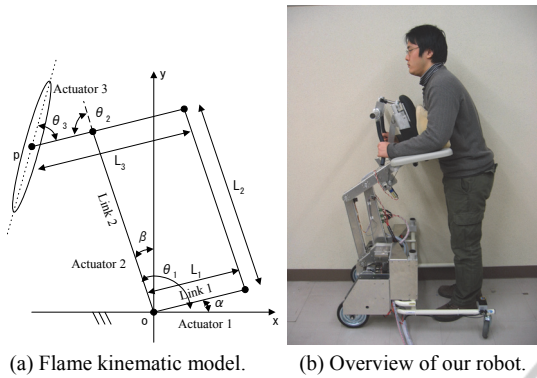 y
Actuator 3
θ3
θ2
p
L3
L2
Link 2
β
Actuator 2
θ1
L1
Link 1
α
o
x
Actuator 1
(a) Flame kinematic model.
(b) Overview of our robot.